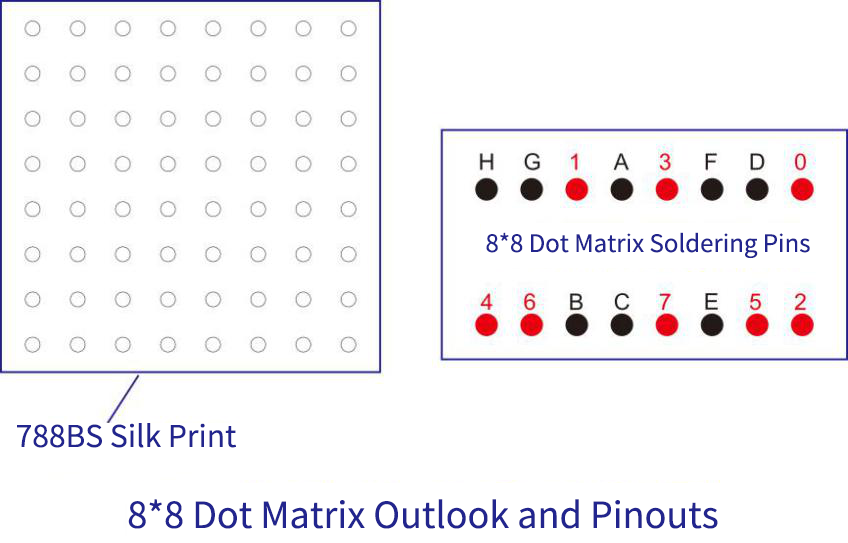 H G 1 A 3 F D 0
8*8 Dot Matrix Soldering Pins
4 6 B C 7 E 5 2
788BS Silk Print
8*8 Dot Matrix Outlook and Pinouts